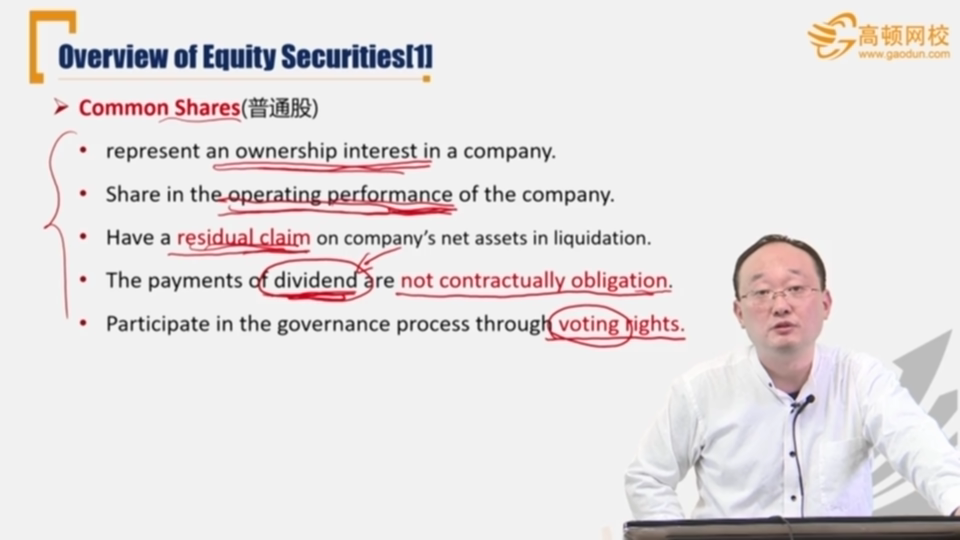 Overview of Equity Securities[1]
高顿网校
www.gaodun.com
Common Shares(普通股)
represent an ownership interest in a company.
Share in the operating performance of the company.
Have a residual claim on company's net assets in liquidation.
The payments of dividend are not contractually obligation.
Participate in the governance process through voting rights.